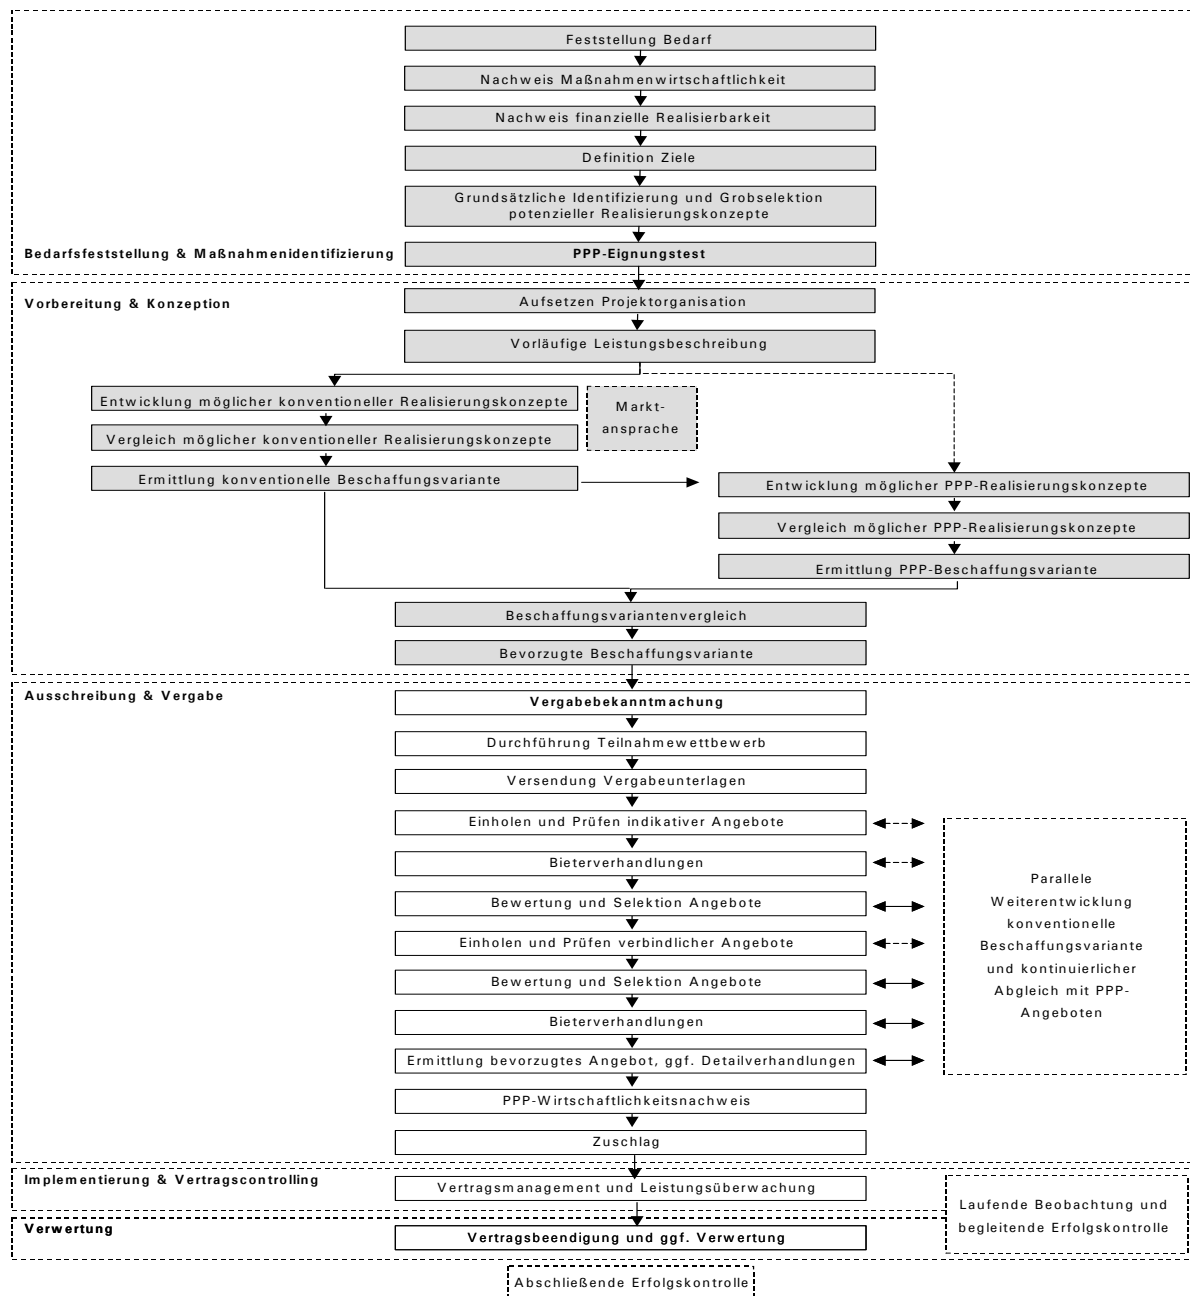 Feststellung Bedarf
Nachweis Maßnahmenwirtschaftlichkeit
Nachweis finanzielle Realisierbarkeit
Definition Ziele
Grundsätzliche Identifizierung und Grobselektion
potenzieller Realisierungskonzepte
Bedarfsfeststellung & Maßnahmenidentifizierung
PPP-Eignungstest
Vorbereitung & Konzeption
Aufsetzen Projektorganisation
Vorläufige Leistungsbeschreibung
Entwicklung möglicher konventioneller Realisierungskonzepte
Vergleich möglicher konventioneller Realisierungskonzepte
Ermittlung konventionelle Beschaffungsvariante
Markt-
ansprache
Entwicklung möglicher PPP-Realisierungskonzepte
Vergleich möglicher PPP-Realisierungskonzepte
Ermittlung PPP-Beschaffungsvariante
Beschaffungsvariantenvergleich
Bevorzugte Beschaffungsvariante
Ausschreibung & Vergabe
Vergabebekanntmachung
Durchführung Teilnahmewettbewerb
Versendung Vergabeunterlagen
Einholen und Prüfen indikativer Angebote
Bieterverhandlungen
Bewertung und Selektion Angebote
Einholen und Prüfen verbindlicher Angebote
Bewertung und Selektion Angebote
Bieterverhandlungen
Ermittlung bevorzugtes Angebot, ggf. Detailverhandlungen
PPP-Wirtschaftlichkeitsnachweis
Zuschlag
Parallele
Weiterentwicklung
konventionelle
Beschaffungsvariante
und kontinuierlicher
Abgleich mit PPP-
Angeboten
Implementierung & Vertragscontrolling
Vertragsmanagement und Leistungsüberwachung
Laufende Beobachtung und
begleitende Erfolgskontrolle
Verwertung
Vertragsbeendigung und ggf. Verwertung
Abschließende Erfolgskontrolle